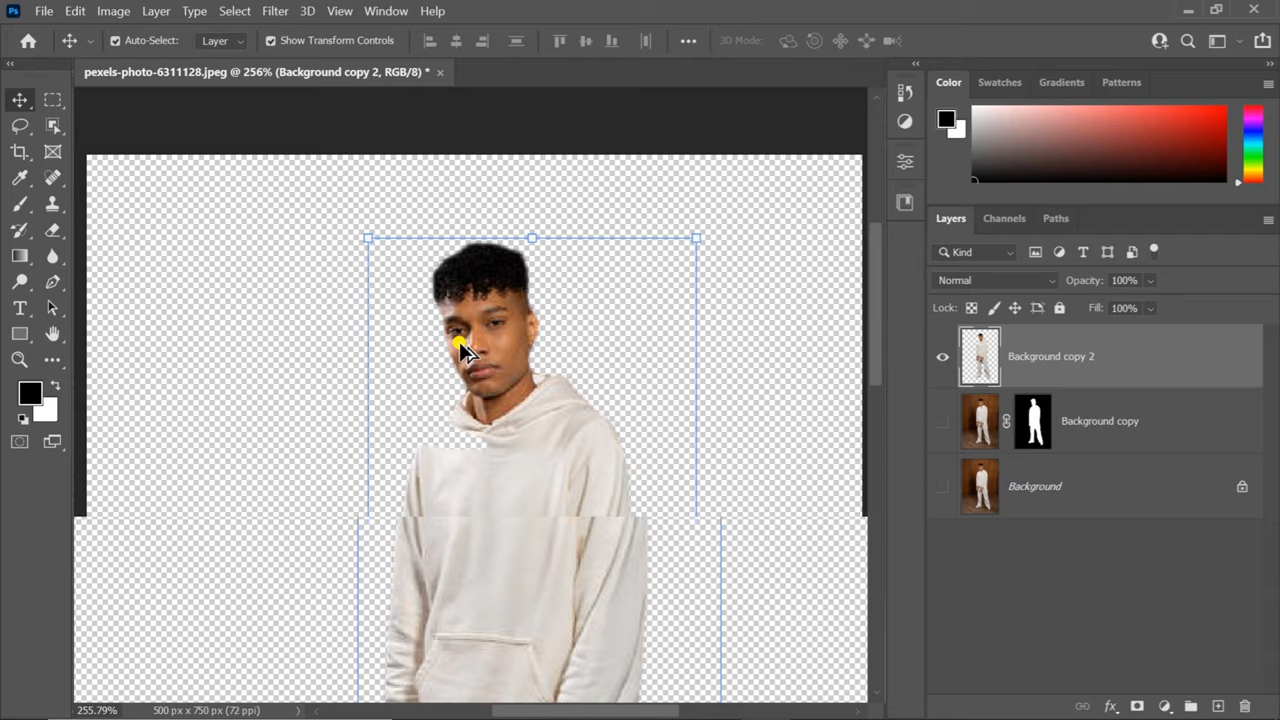 Ps File Edit Image Layer Type Select Filter 3D View Window Help
Auto-Select: Layer Show Transform Controls 3D Mode:
pexels-photo-6311128.jpeg @ 256% (Background copy 2, RGB/8) *
Color Swatches Gradients Patterns
Layers Channels Paths
Kind
Normal Opacity: 100%
Lock: Fill: 100%
Background copy 2
Background copy
Background
255.79% 500 px x 750 px (72 ppi)